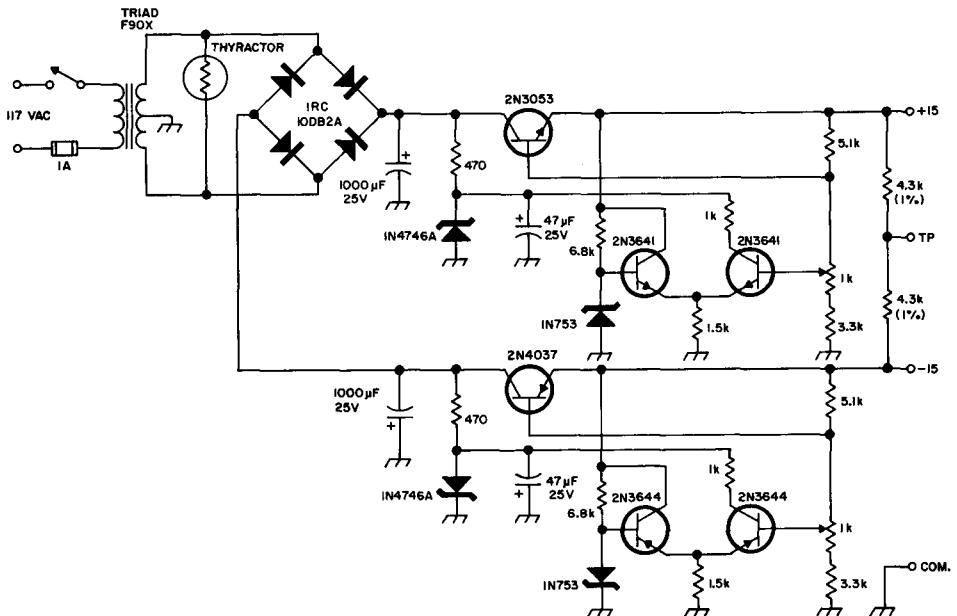 TRIAD
F90X
THYRACTOR
117 VAC
1A
IRC
10DB2A
1000µF
25V
470
1N4746A
47µF
25V
2N3053
6.8k
2N3641
1k
2N3641
1N753
1.5k
5.1k
1k
3.3k
+15
4.3k
(1%)
TP
4.3k
(1%)
-15
1000µF
25V
470
1N4746A
47µF
25V
2N4037
6.8k
2N3644
1k
2N3644
1N753
1.5k
5.1k
1k
3.3k
COM.